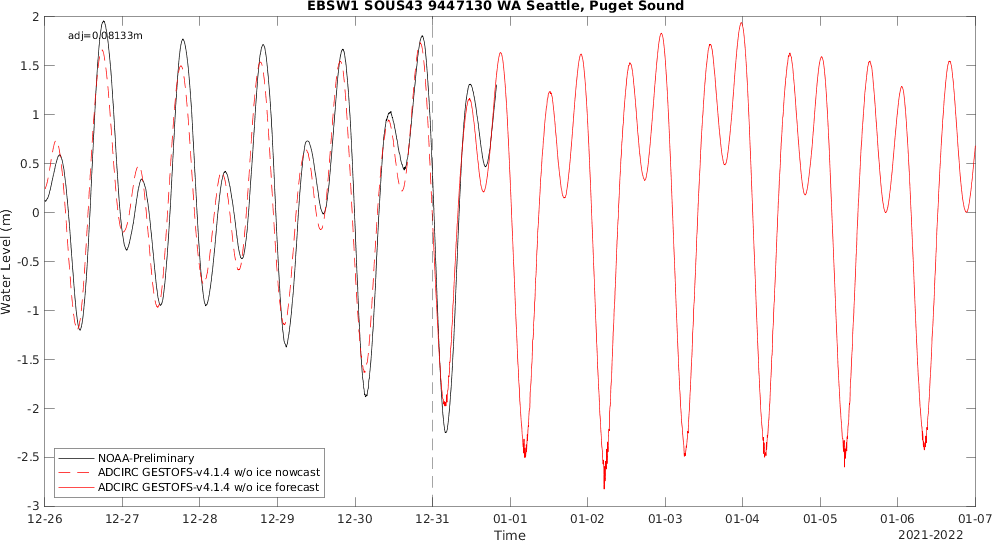 EBSW1 SOUS43 9447130 WA Seattle, Puget Sound
adj=0.08133m
2
1.5
1
0.5
0
-0.5
-1
-1.5
-2
-2.5
-3
Water Level (m)
NOAA-Preliminary
ADCIRC GESTOFS-v4.1.4 w/o ice nowcast
ADCIRC GESTOFS-v4.1.4 w/o ice forecast
12-26 12-27 12-28 12-29 12-30 12-31 01-01 01-02 01-03 01-04 01-05 01-06 01-07
Time
2021-2022